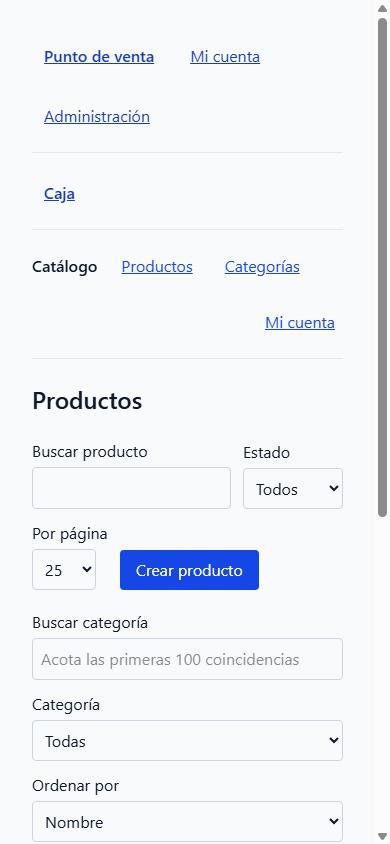 Punto de venta Mi cuenta
Administración
Caja
Catálogo Productos Categorías
Mi cuenta
Productos
Buscar producto Estado
Todos
Por página
25 Crear producto
Buscar categoría
Acota las primeras 100 coincidencias
Categoría
Todas
Ordenar por
Nombre